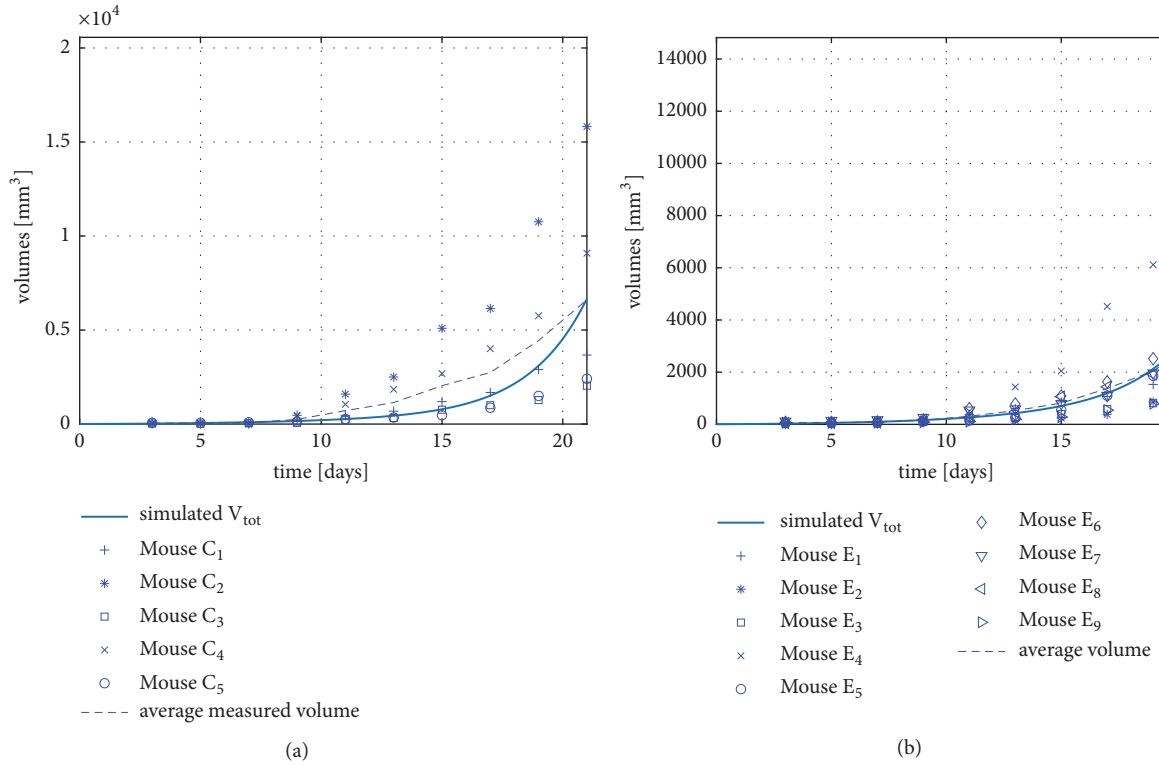 ×10⁴
2
1.5
1
0.5
0
0 5 10 15 20
volumes [mm³]
time [days]
simulated V_tot
Mouse C₁
Mouse C₂
Mouse C₃
Mouse C₄
Mouse C₅
average measured volume
(a)
14000
12000
10000
8000
6000
4000
2000
0
0 5 10 15
volumes [mm³]
time [days]
simulated V_tot
Mouse E₁
Mouse E₂
Mouse E₃
Mouse E₄
Mouse E₅
Mouse E₆
Mouse E₇
Mouse E₈
Mouse E₉
average volume
(b)